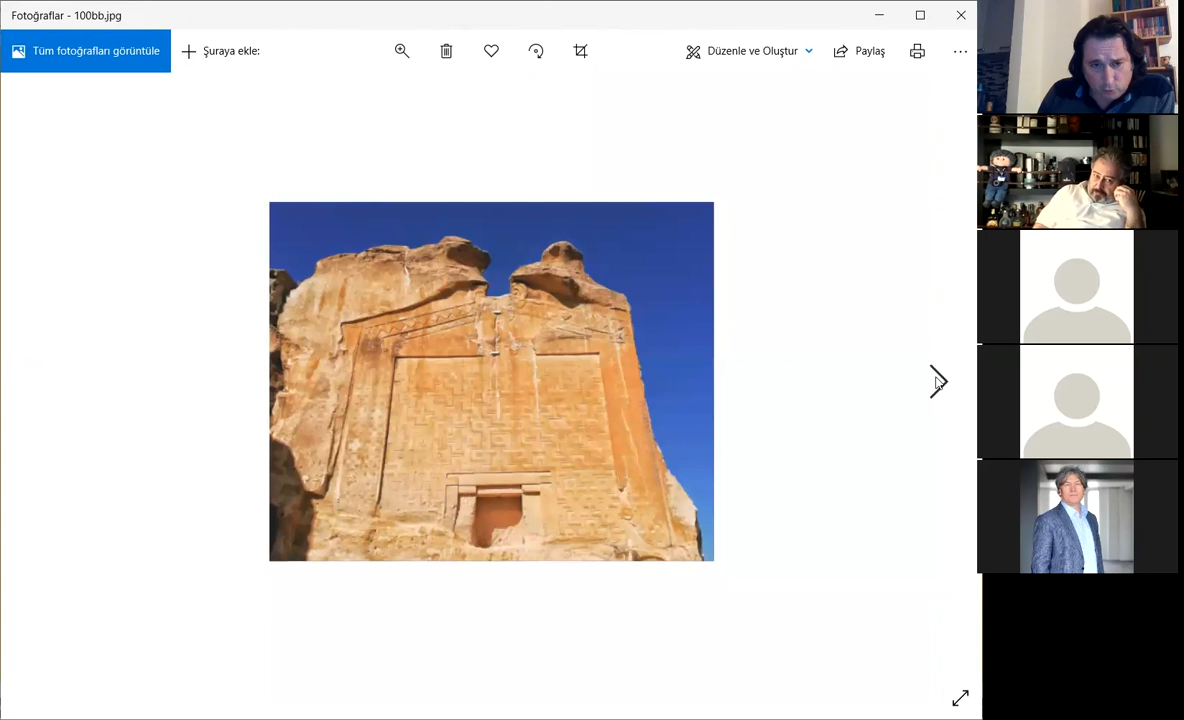 Fotoğraflar - 100bb.jpg
Tüm fotoğrafları görüntüle
Şuraya ekle:
Düzenle ve Oluştur
Paylaş